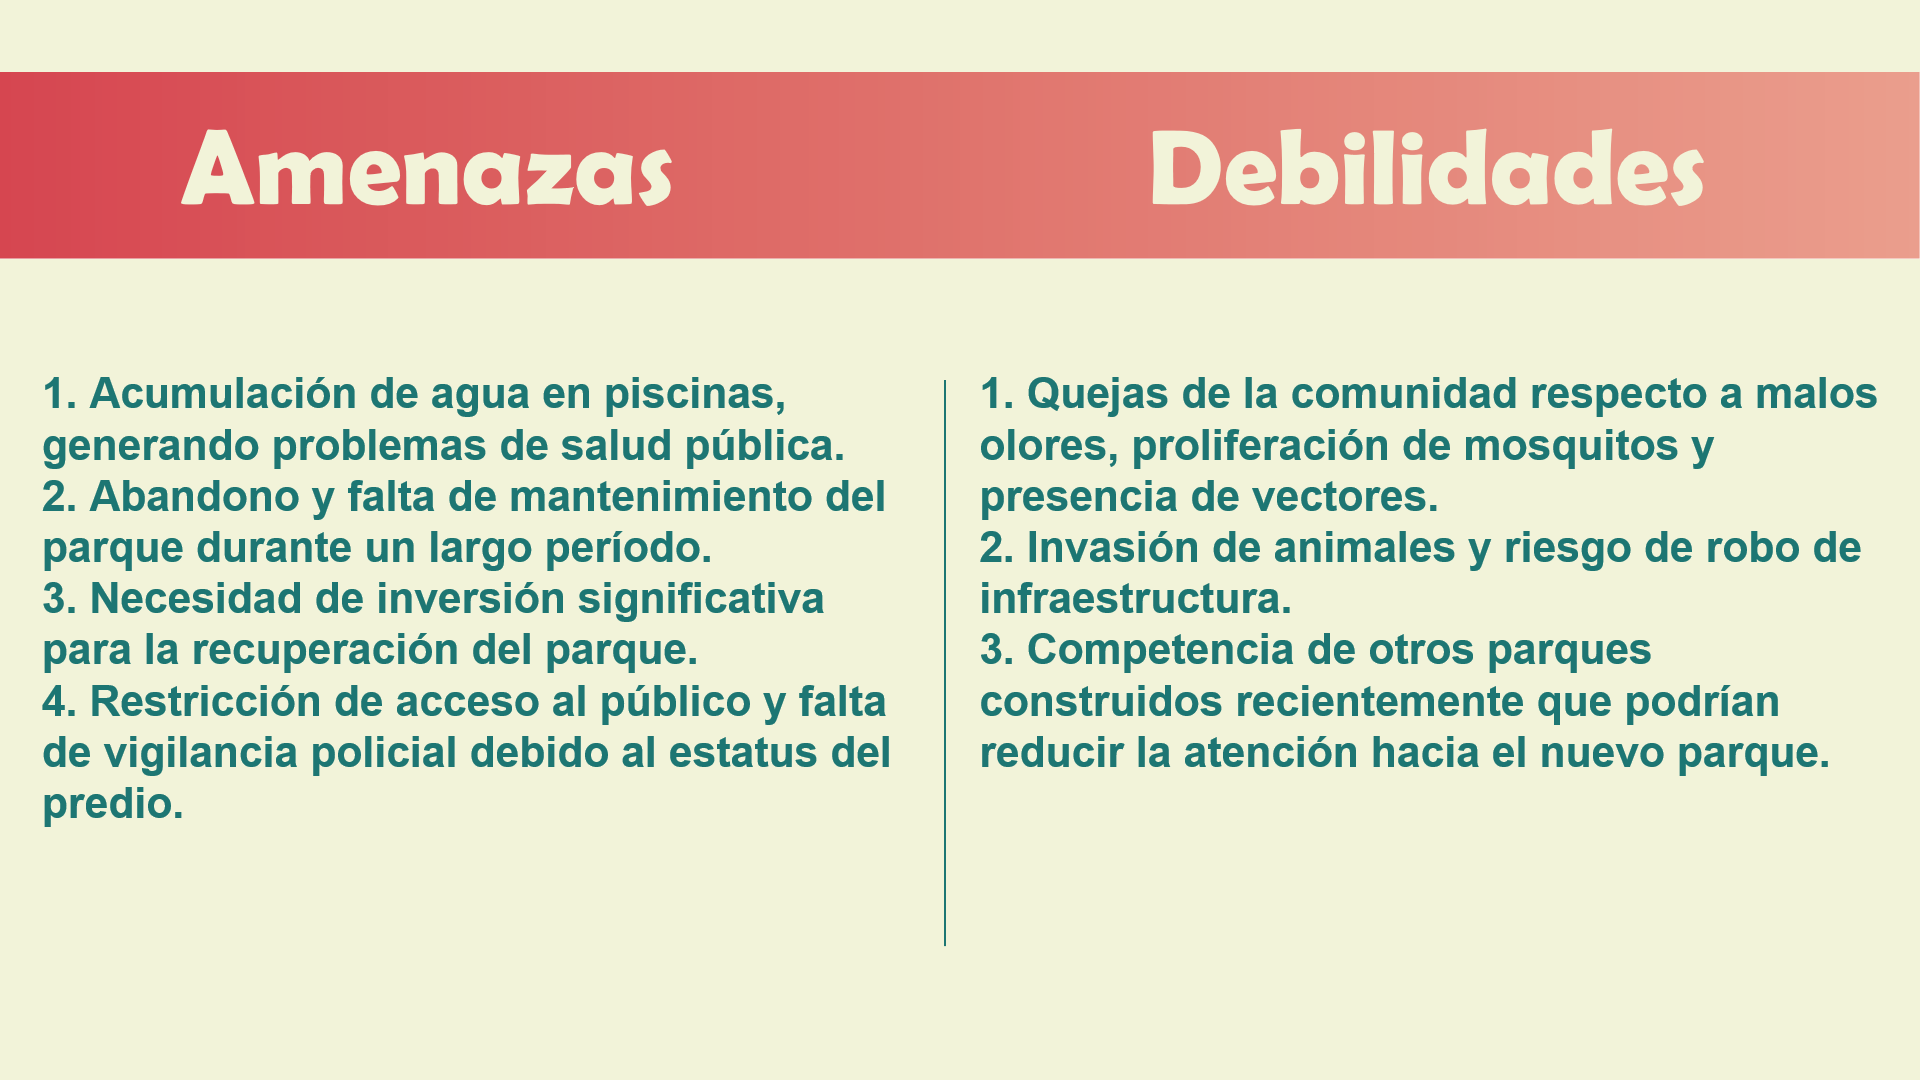 Amenazas
Debilidades
1. Acumulación de agua en piscinas,
generando problemas de salud pública.
2. Abandono y falta de mantenimiento del
parque durante un largo período.
3. Necesidad de inversión significativa
para la recuperación del parque.
4. Restricción de acceso al público y falta
de vigilancia policial debido al estatus del
predio.
1. Quejas de la comunidad respecto a malos
olores, proliferación de mosquitos y
presencia de vectores.
2. Invasión de animales y riesgo de robo de
infraestructura.
3. Competencia de otros parques
construidos recientemente que podrían
reducir la atención hacia el nuevo parque.